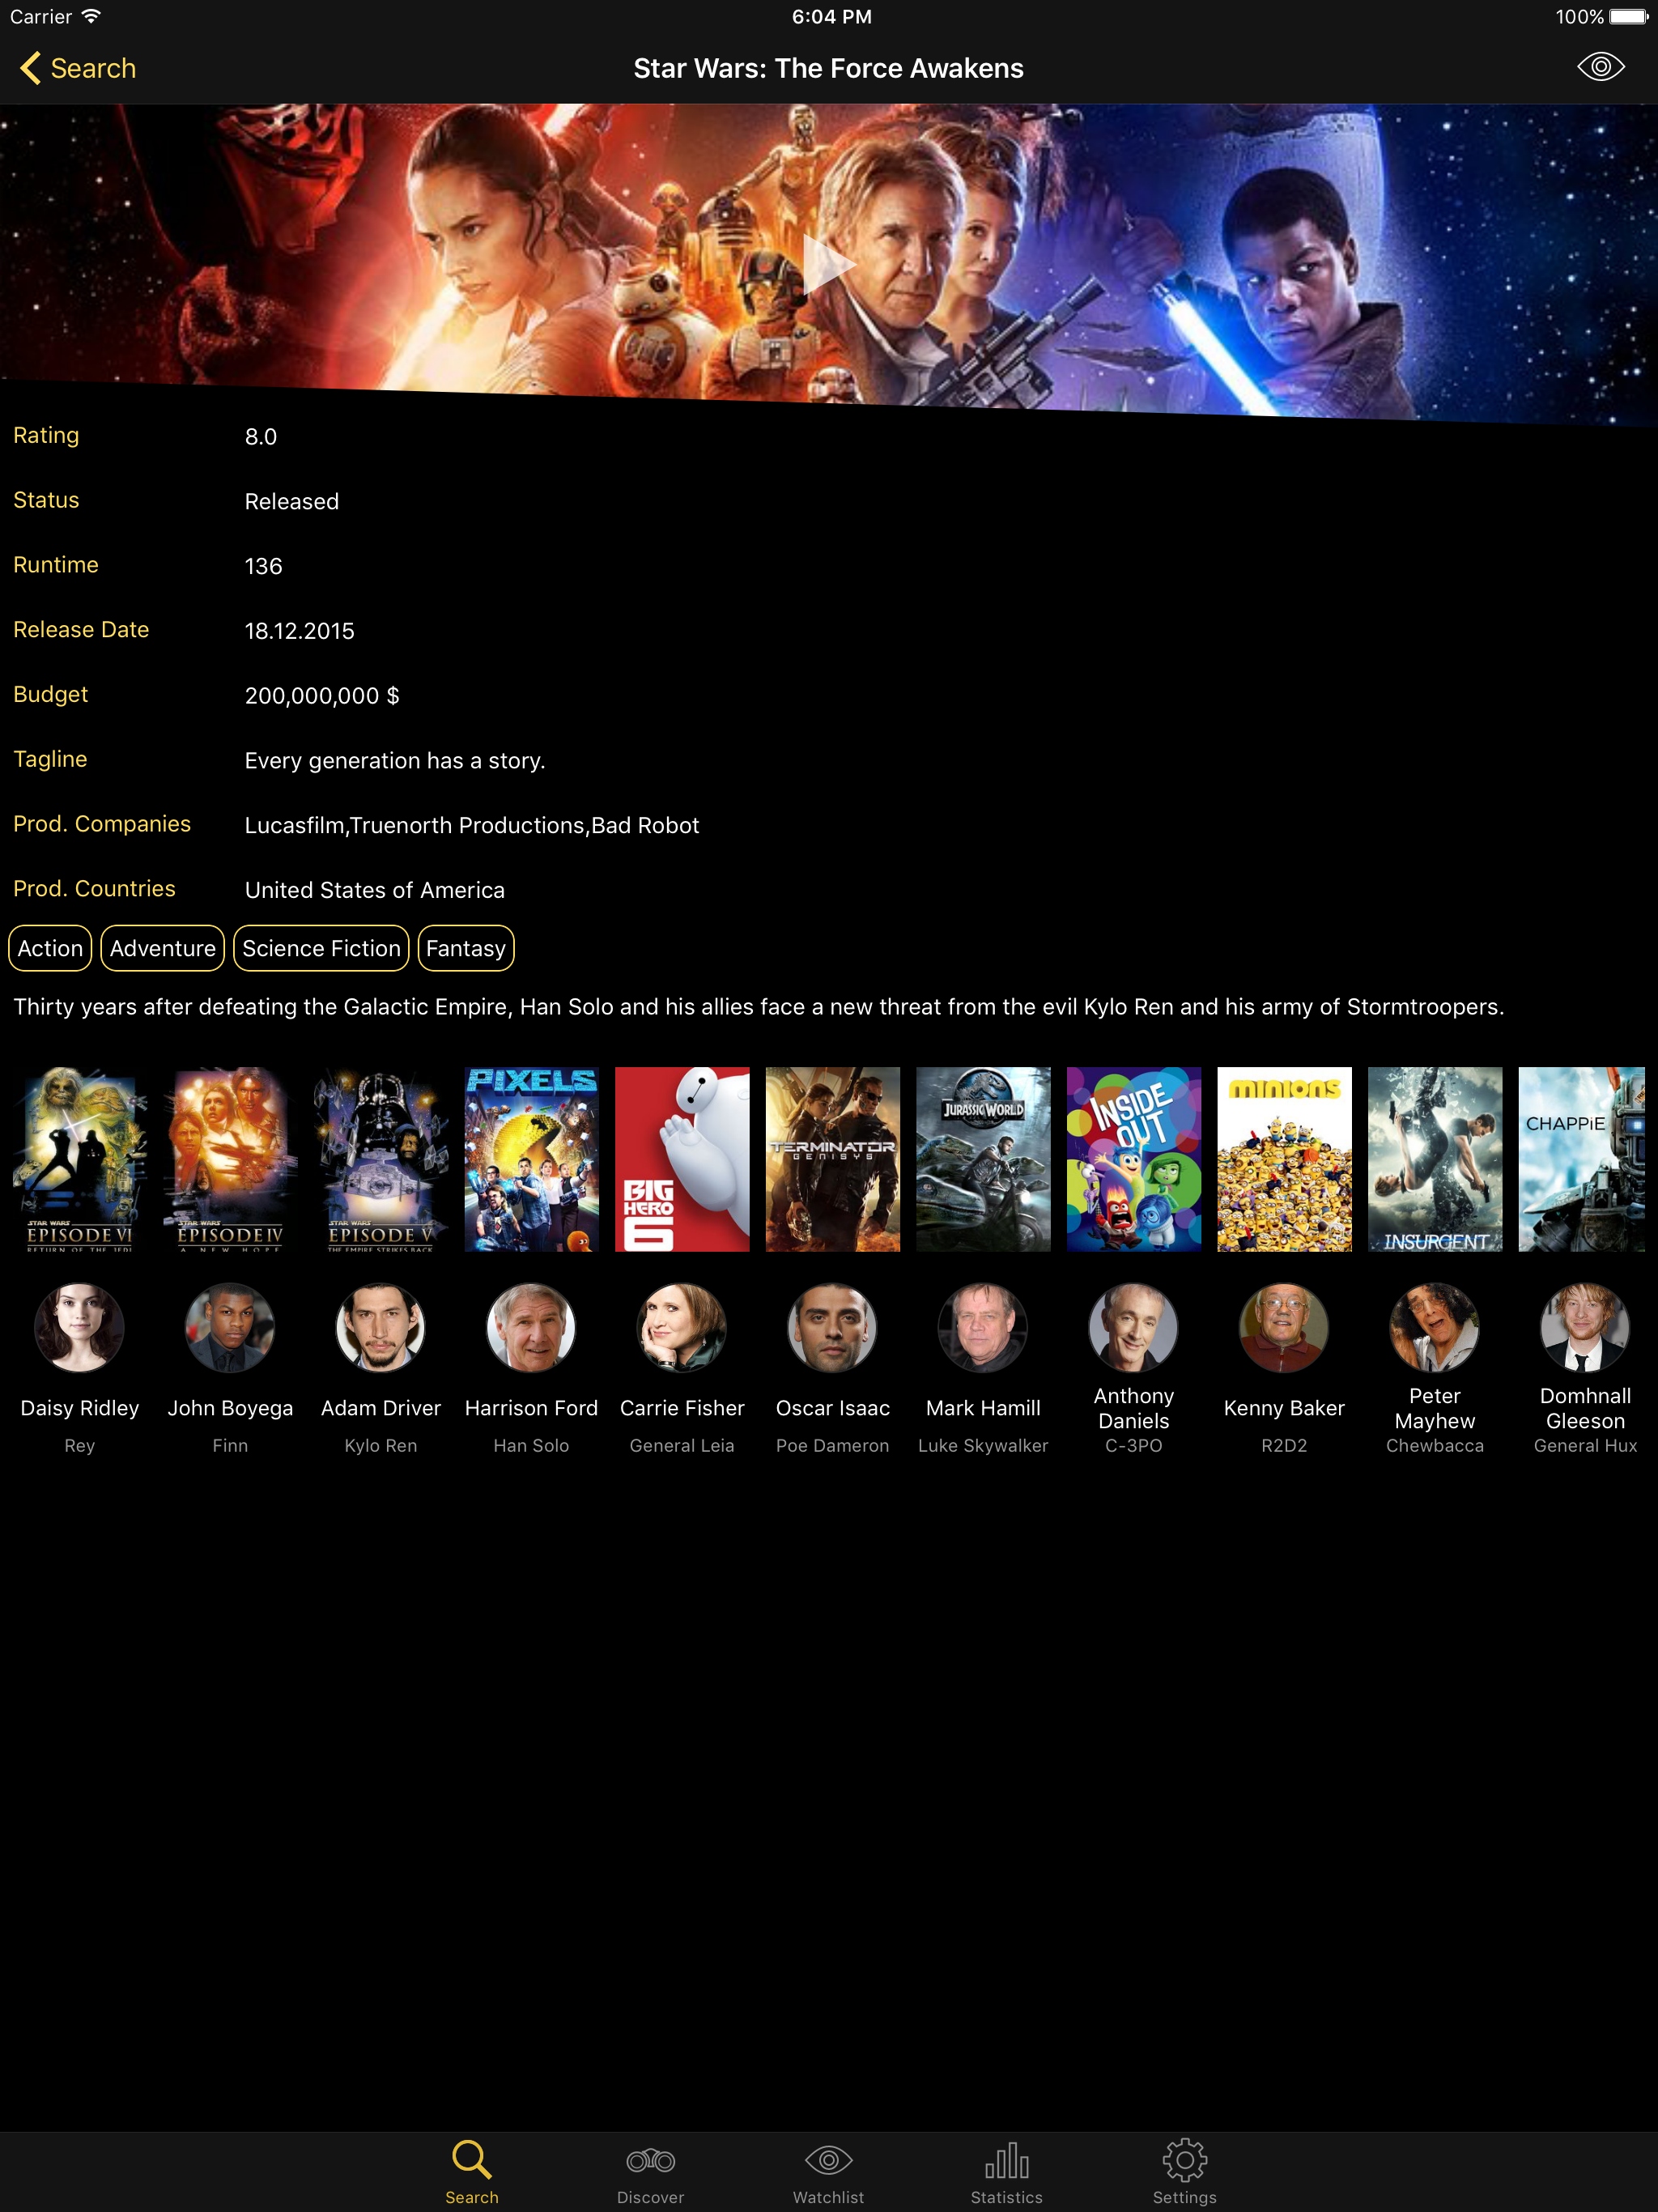 Carrier 6:04 PM 100%
Search Star Wars: The Force Awakens
Rating 8.0
Status Released
Runtime 136
Release Date 18.12.2015
Budget 200,000,000 $
Tagline Every generation has a story.
Prod. Companies Lucasfilm,Truenorth Productions,Bad Robot
Prod. Countries United States of America
Action Adventure Science Fiction Fantasy
Thirty years after defeating the Galactic Empire, Han Solo and his allies face a new threat from the evil Kylo Ren and his army of Stormtroopers.
STAR WARS
EPISODE VI
RETURN OF THE JEDI
STAR WARS
EPISODE IV
A NEW HOPE
STAR WARS
EPISODE V
THE EMPIRE STRIKES BACK
PIXELS
BIG
HERO
6
TERMINATOR
GENISYS
JURASSIC WORLD
INSIDE
OUT
minions
INSURGENT
CHAPPiE
Daisy Ridley
Rey
John Boyega
Finn
Adam Driver
Kylo Ren
Harrison Ford
Han Solo
Carrie Fisher
General Leia
Oscar Isaac
Poe Dameron
Mark Hamill
Luke Skywalker
Anthony
Daniels
C-3PO
Kenny Baker
R2D2
Peter
Mayhew
Chewbacca
Domhnall
Gleeson
General Hux
Search Discover Watchlist Statistics Settings